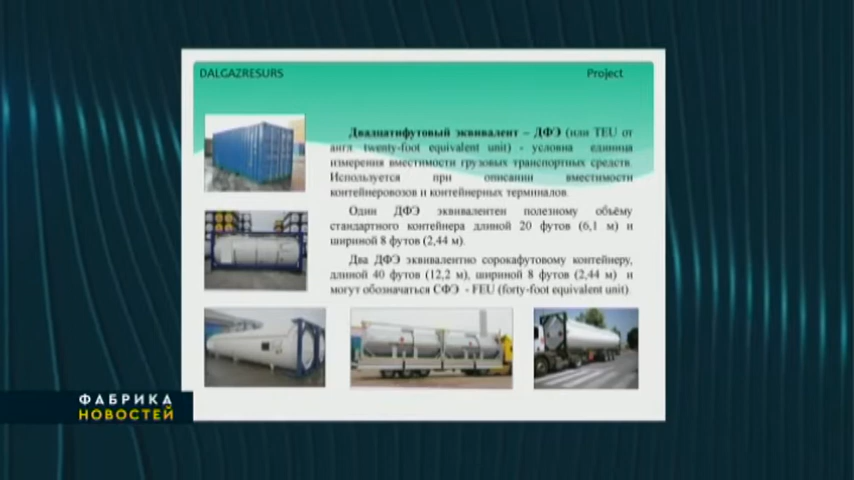 DALGAZRESURS Project
Двадцатифутовый эквивалент – ДФЭ (или TEU от
англ. twenty-foot equivalent unit) - условная единица
измерения вместимости грузовых транспортных средств.
Используется при описании вместимости
контейнеровозов и контейнерных терминалов.
Один ДФЭ эквивалентен полезному объёму
стандартного контейнера длиной 20 футов (6,1 м) и
шириной 8 футов (2,44 м).
Два ДФЭ эквивалентно сорокафутовому контейнеру,
длиной 40 футов (12,2 м), шириной 8 футов (2,44 м) и
могут обозначаться СФЭ - FEU (forty-foot equivalent unit)
ФАБРИКА
НОВОСТЕЙ